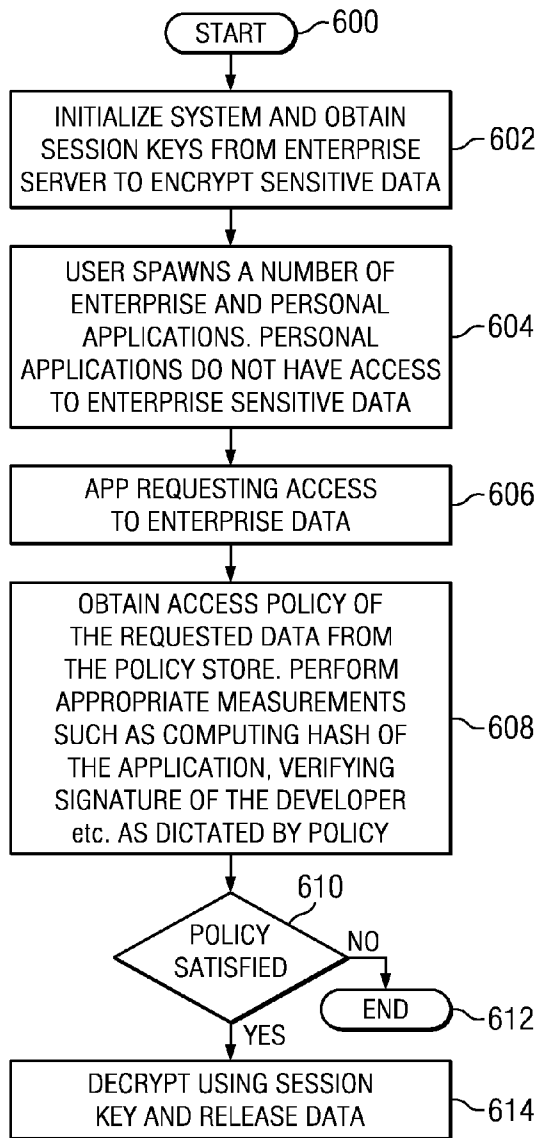 START
600
INITIALIZE SYSTEM AND OBTAIN
SESSION KEYS FROM ENTERPRISE
SERVER TO ENCRYPT SENSITIVE DATA
602
USER SPAWNS A NUMBER OF
ENTERPRISE AND PERSONAL
APPLICATIONS. PERSONAL
APPLICATIONS DO NOT HAVE ACCESS
TO ENTERPRISE SENSITIVE DATA
604
APP REQUESTING ACCESS
TO ENTERPRISE DATA
606
OBTAIN ACCESS POLICY OF
THE REQUESTED DATA FROM
THE POLICY STORE. PERFORM
APPROPRIATE MEASUREMENTS
SUCH AS COMPUTING HASH OF
THE APPLICATION, VERIFYING
SIGNATURE OF THE DEVELOPER
etc. AS DICTATED BY POLICY
608
610
POLICY
SATISFIED
NO
END
612
YES
DECRYPT USING SESSION
KEY AND RELEASE DATA
614